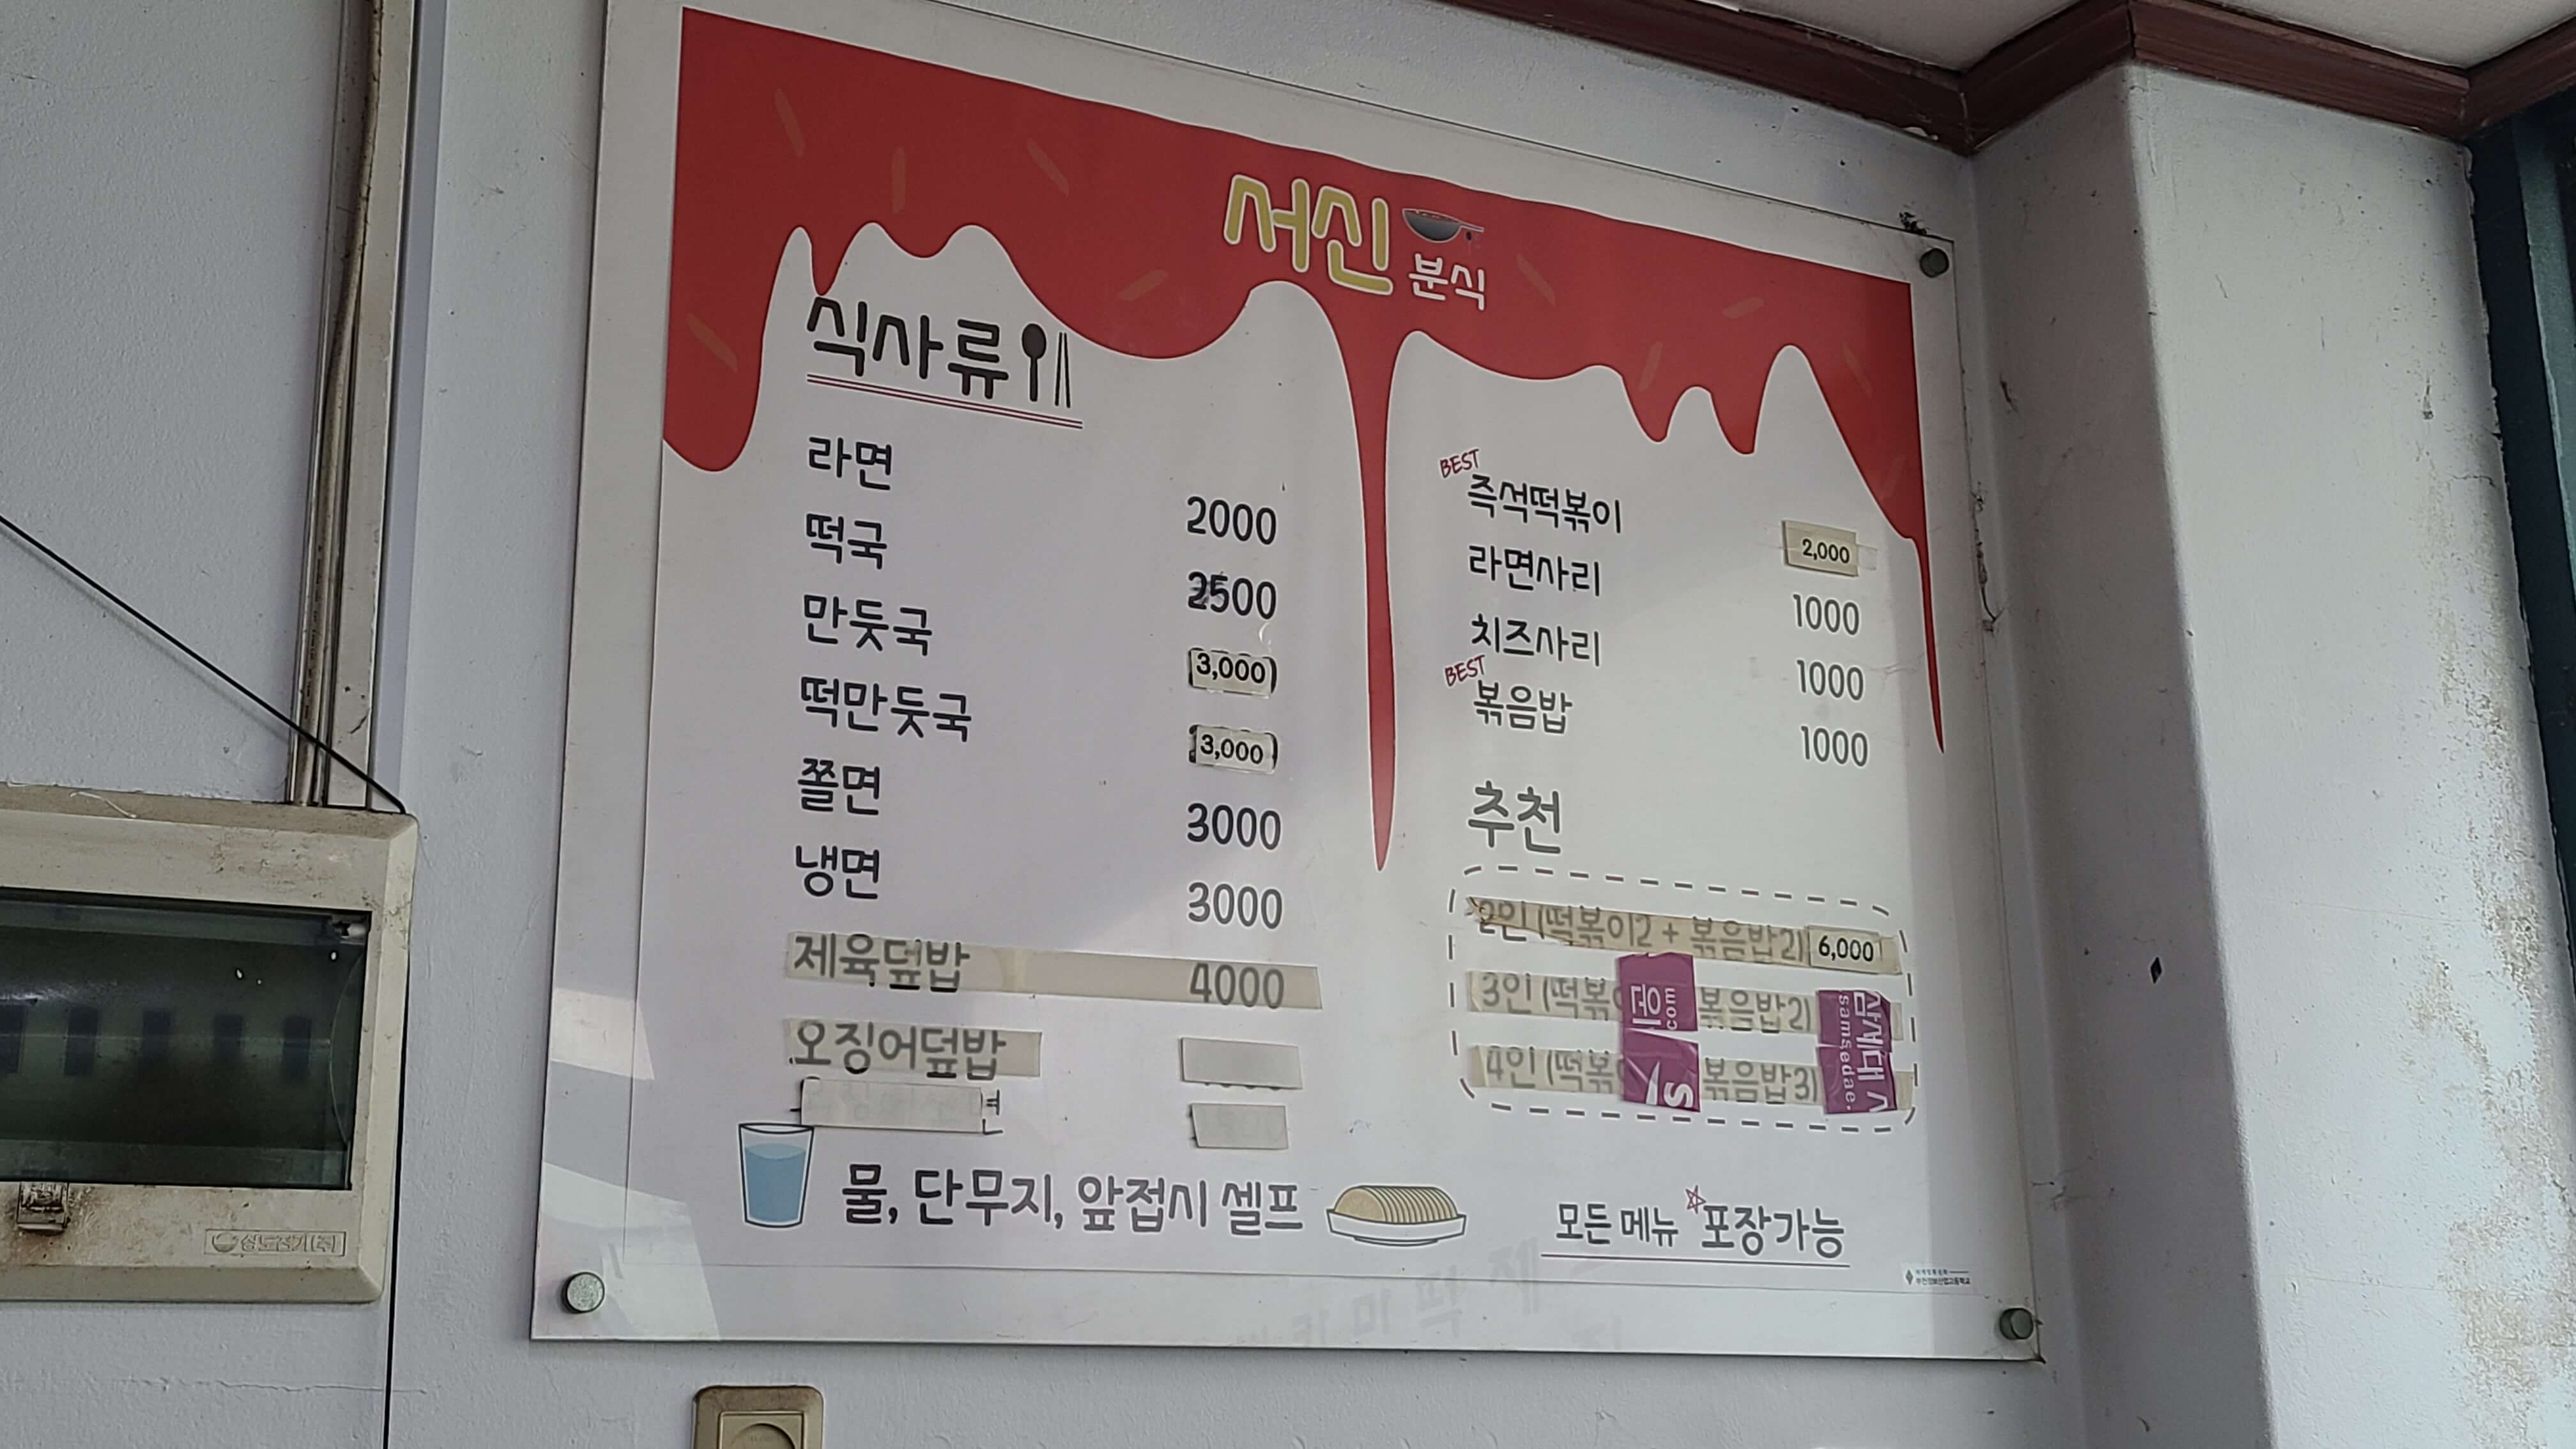 서신 분식
식사류
라면 2000
떡국 2500
만둣국 3,000
떡만둣국 3,000
쫄면 3000
냉면 3000
제육덮밥 4000
오징어덮밥
BEST
즉석떡볶이 2,000
라면사리 1000
치즈사리 1000
BEST
볶음밥 1000
추천
2인 (떡볶이2 + 볶음밥2) 6,000
3인 (떡볶 볶음밥2)
4인 (떡볶 볶음밥3)
com
samsedae.
물, 단무지, 앞접시 셀프
모든 메뉴 포장가능